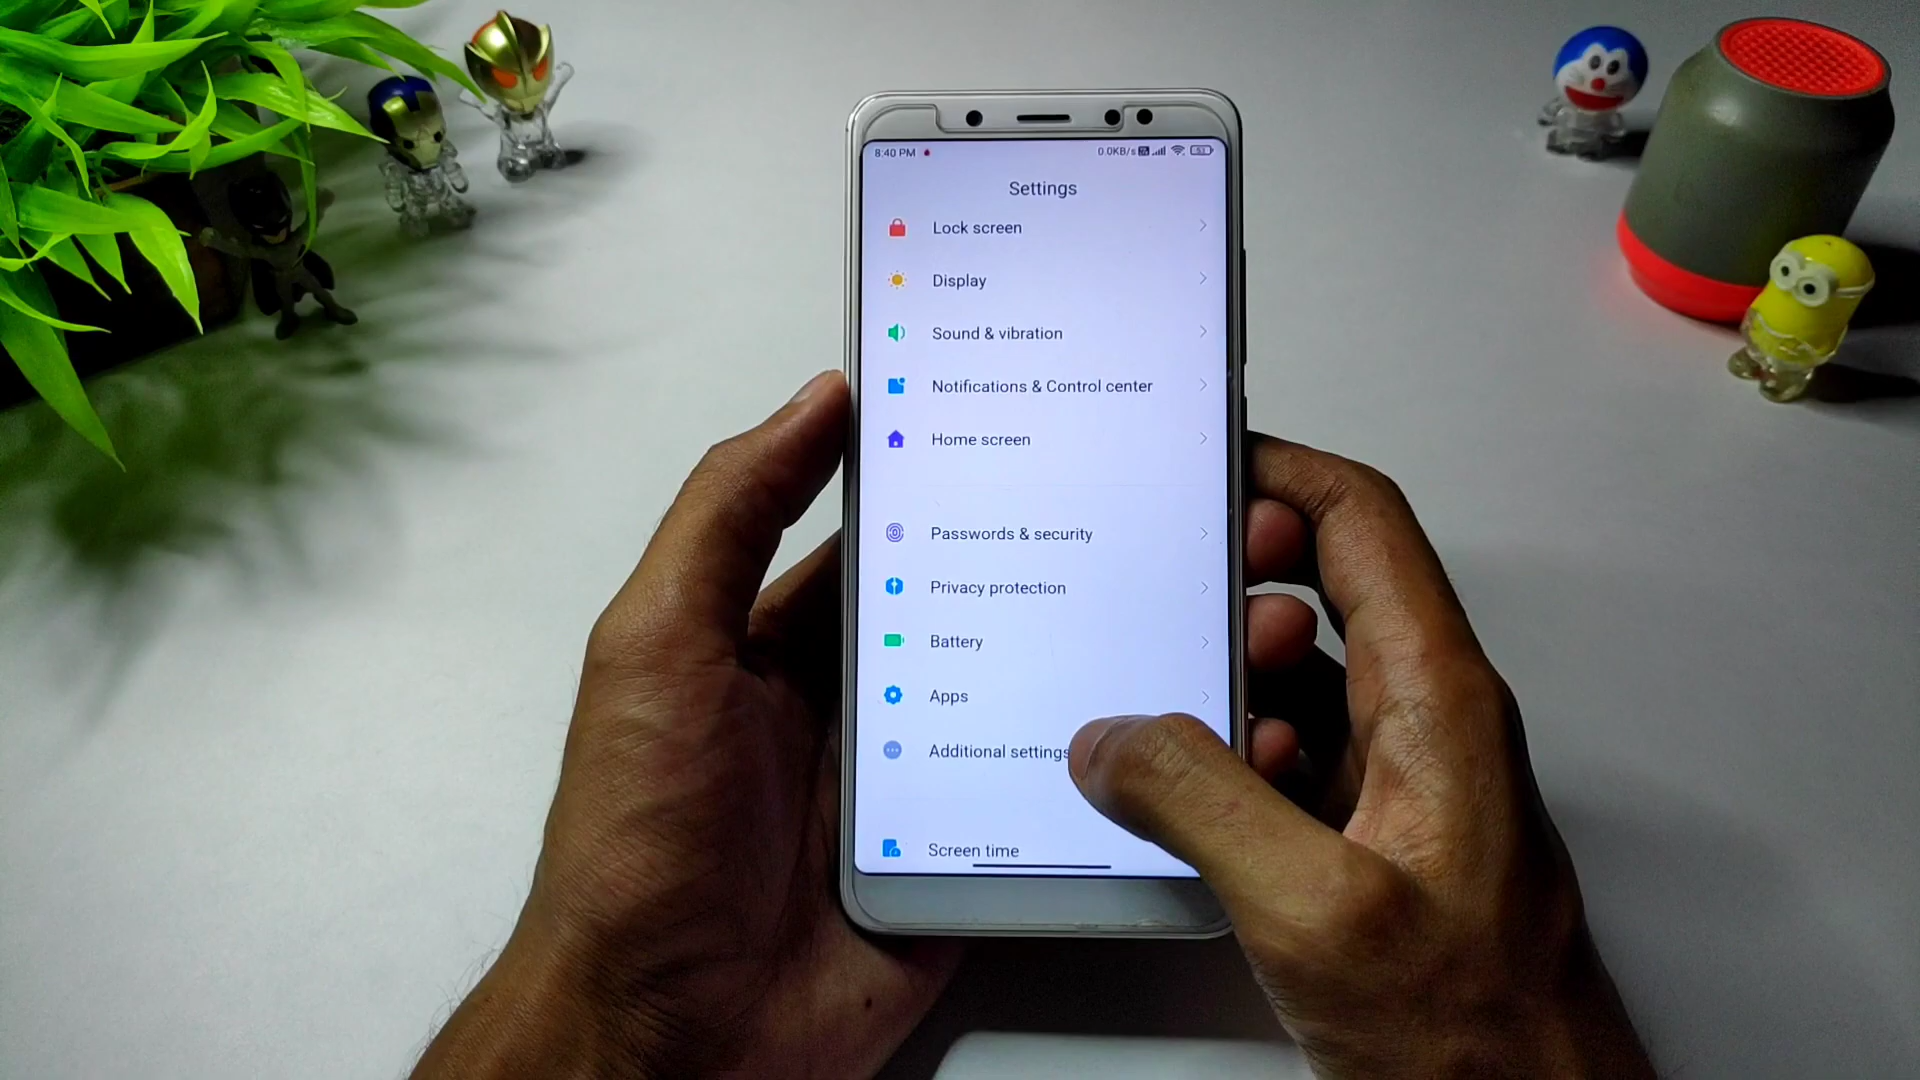 8:40 PM 0.0KB/s 53
Settings
Lock screen
Display
Sound & vibration
Notifications & Control center
Home screen
Passwords & security
Privacy protection
Battery
Apps
Additional settings
Screen time